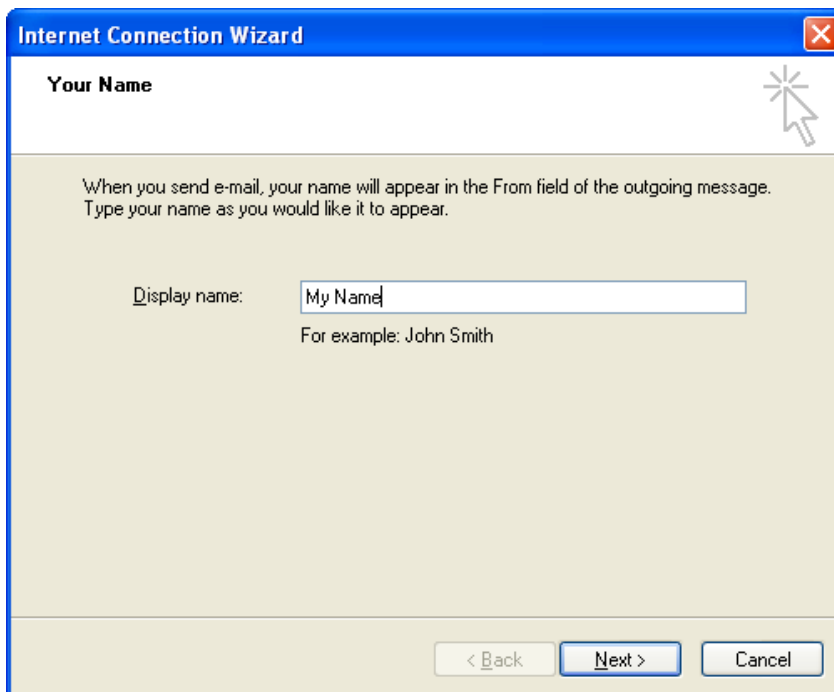 Internet Connection Wizard
Your Name
When you send e-mail, your name will appear in the From field of the outgoing message.
Type your name as you would like it to appear.
Display name: My Name
For example: John Smith
< Back Next > Cancel